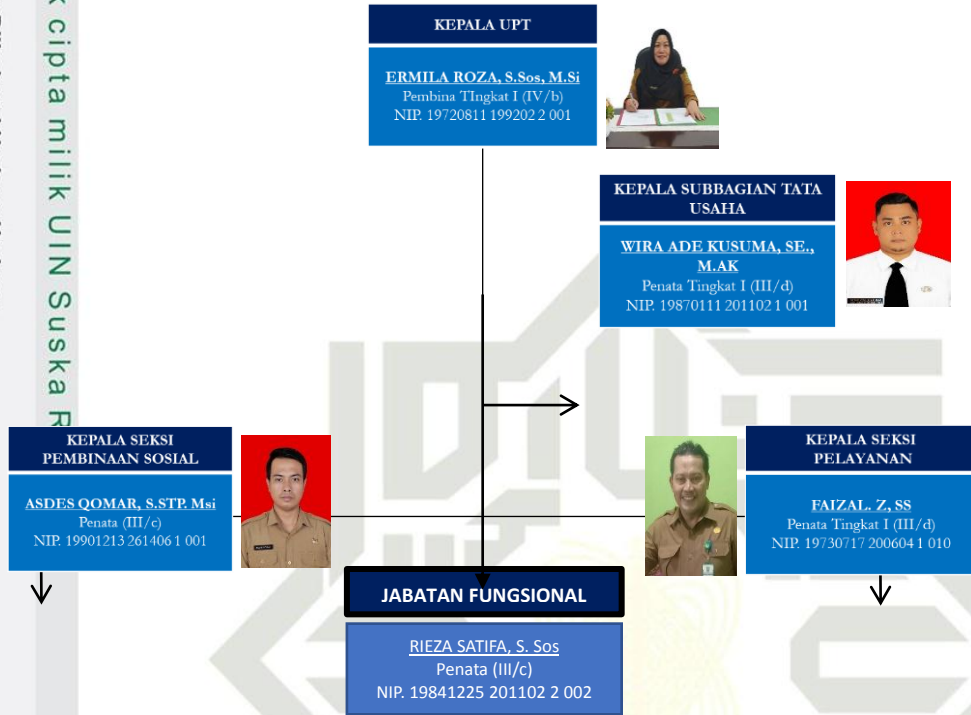 KEPALA UPT
ERMILA ROZA, S.Sos, M.Si
Pembina TIngkat I (IV/b)
NIP. 19720811 199202 2 001
KEPALA SUBBAGIAN TATA
USAHA
WIRA ADE KUSUMA, SE.,
M.AK
Penata Tingkat I (III/d)
NIP. 19870111 201102 1 001
KEPALA SEKSI
PEMBINAAN SOSIAL
ASDES QOMAR, S.STP. Msi
Penata (III/c)
NIP. 19901213 261406 1 001
KEPALA SEKSI
PELAYANAN
FAIZAL. Z, SS
Penata Tingkat I (III/d)
NIP. 19730717 200604 1 010
JABATAN FUNGSIONAL
RIEZA SATIFA, S. Sos
Penata (III/c)
NIP. 19841225 201102 2 002
cipta milik UIN Suska